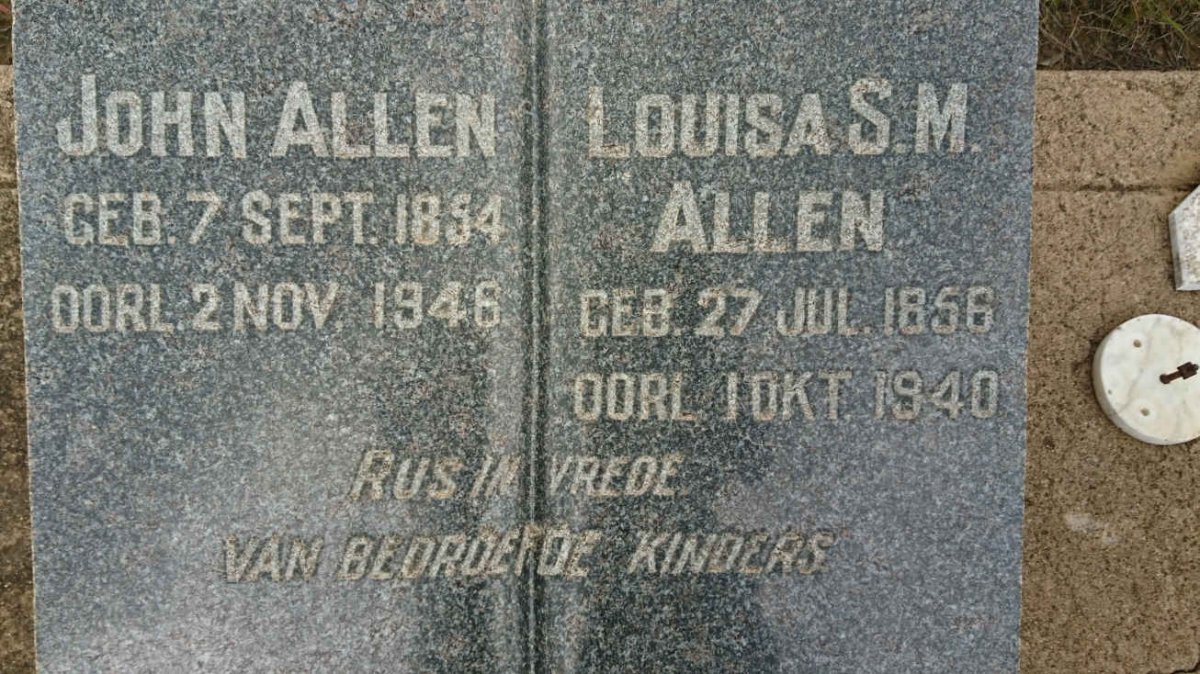 JOHN ALLEN
GEB. 7 SEPT. 1854
OORL. 2 NOV. 1946
LOUISA S.M.
ALLEN
GEB. 27 JUL. 1856
OORL 1 OKT 1940
RUS IN VREDE
VAN BEDROEFDE KINDERS